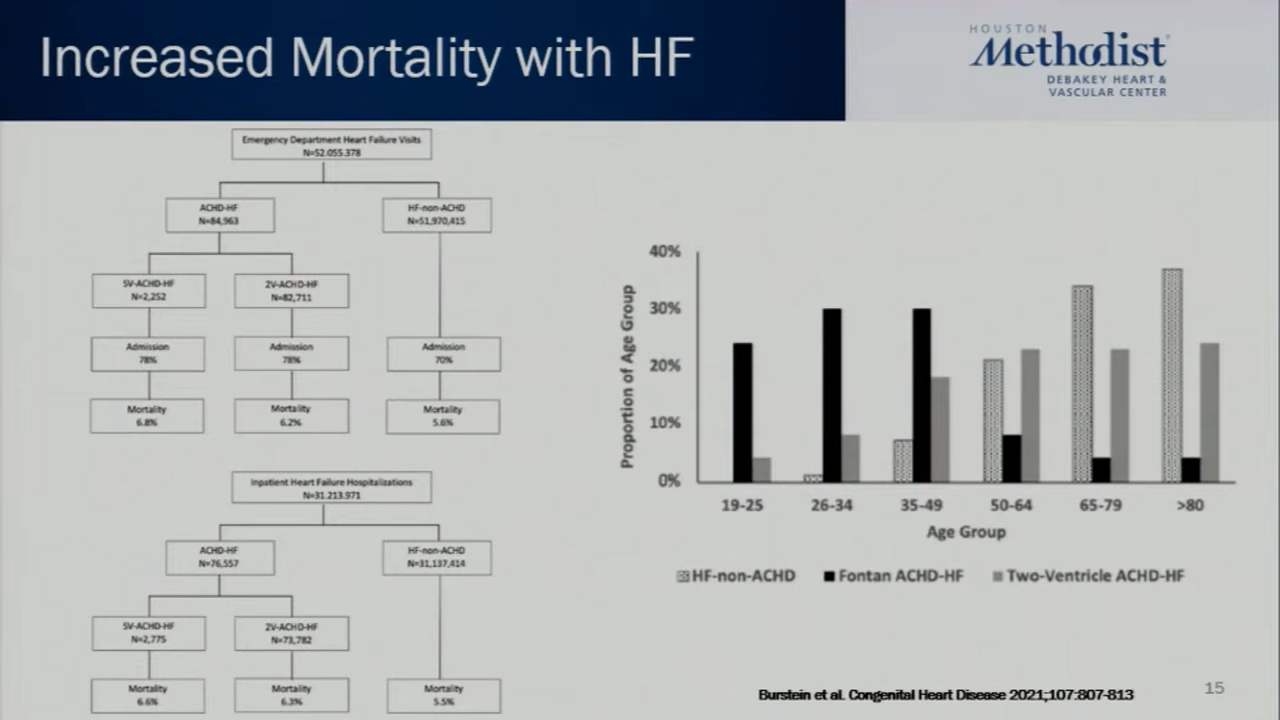 Increased Mortality with HF
HOUSTON
Methodist
DEBAKEY HEART &
VASCULAR CENTER
Emergency Department Heart Failure Visits
N=52.055.378
ACHD-HF
N=84,963
HF-non-ACHD
N=51,970,415
SV-ACHD-HF
N=2,252
2V-ACHD-HF
N=82,711
Admission
78%
Admission
78%
Admission
70%
Mortality
6.8%
Mortality
6.2%
Mortality
5.6%
Inpatient Heart Failure Hospitalizations
N=31.213.971
ACHD-HF
N=76,557
HF-non-ACHD
N=31,137,414
SV-ACHD-HF
N=2,775
2V-ACHD-HF
N=73,782
Mortality
6.6%
Mortality
6.3%
Mortality
5.5%
Proportion of Age Group
40%
30%
20%
10%
0%
19-25 26-34 35-49 50-64 65-79 >80
Age Group
HF-non-ACHD Fontan ACHD-HF Two-Ventricle ACHD-HF
Burstein et al. Congenital Heart Disease 2021;107:807-813
15